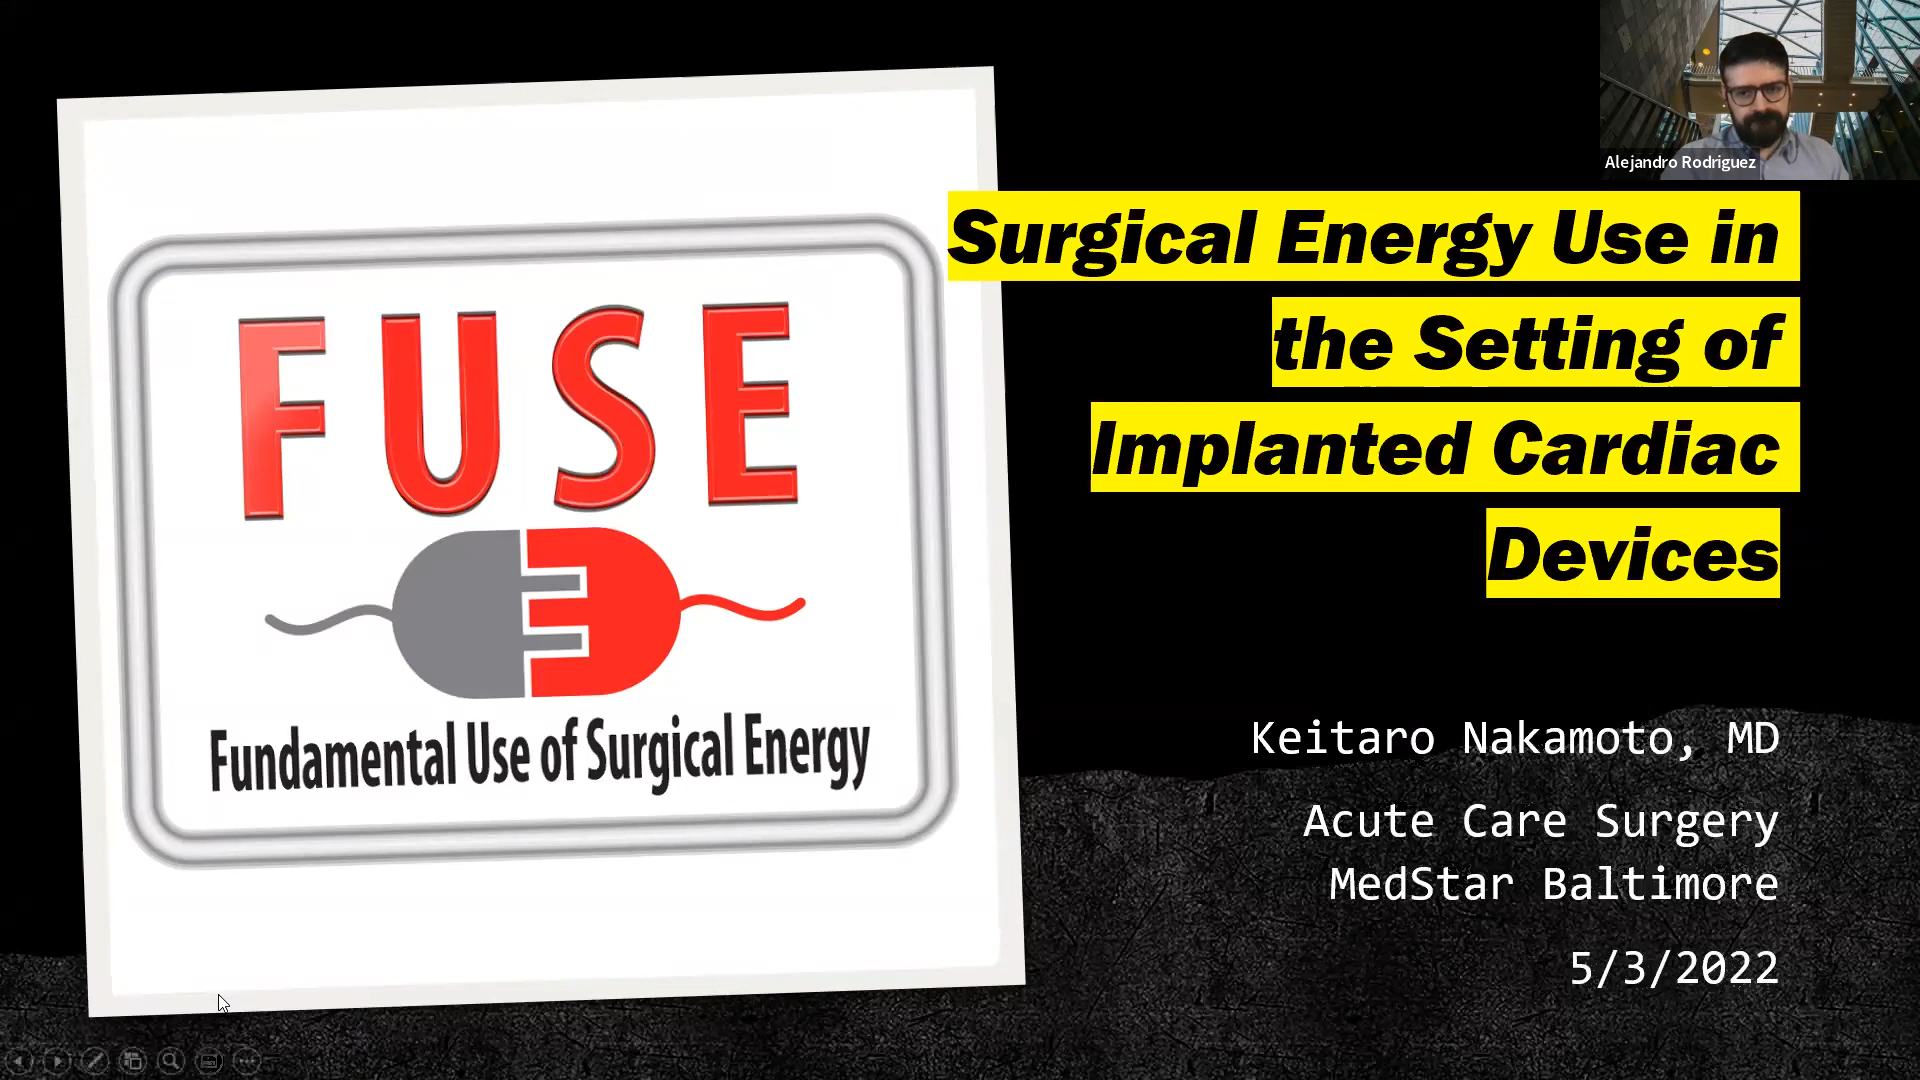 Alejandro Rodriguez
Surgical Energy Use in
the Setting of
Implanted Cardiac
Devices
FUSE
Fundamental Use of Surgical Energy
Keitaro Nakamoto, MD
Acute Care Surgery
MedStar Baltimore
5/3/2022